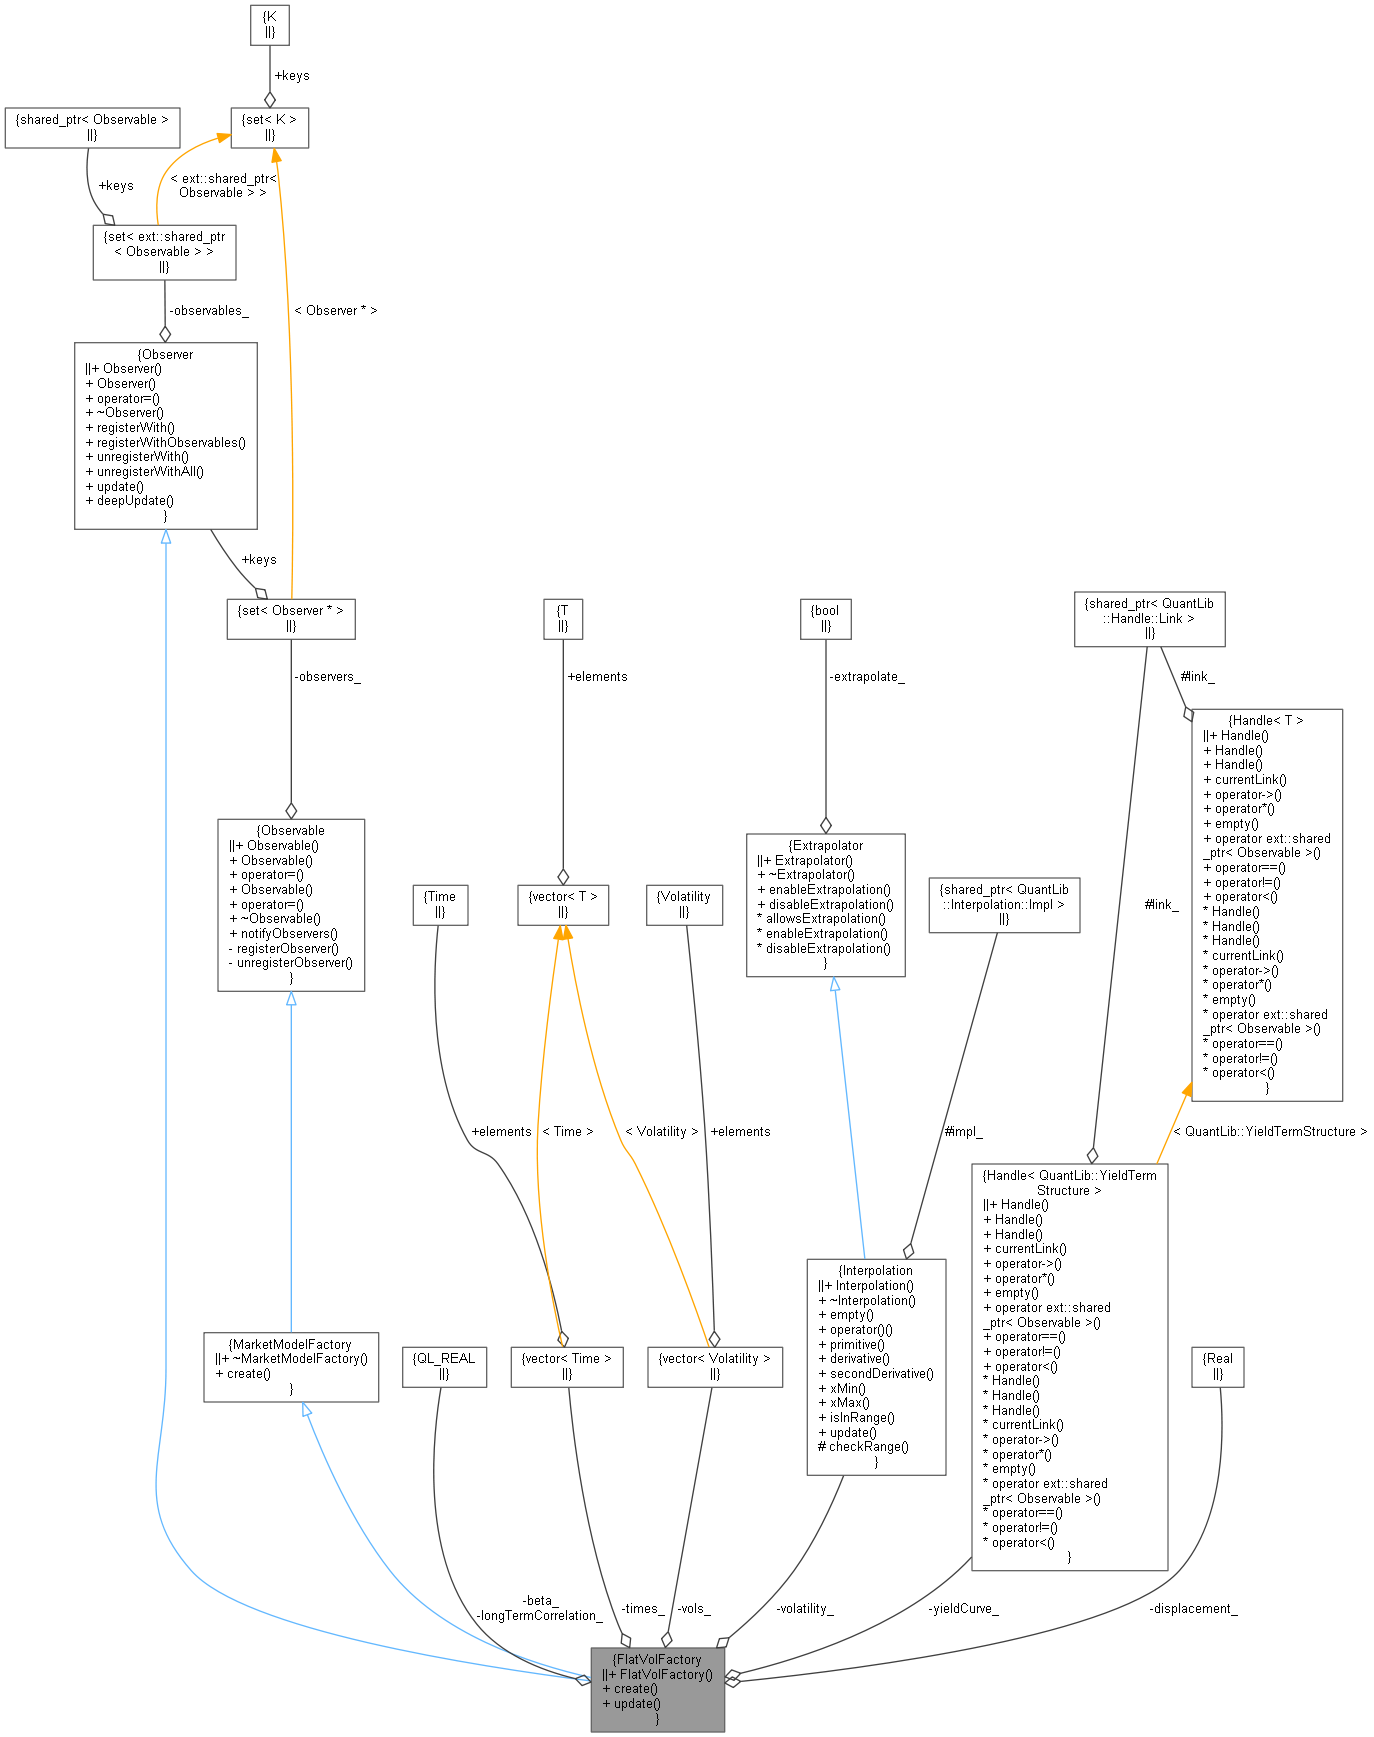 {K
||}
+keys
{shared_ptr< Observable >
||}
{set< K >
||}
+keys
< ext::shared_ptr<
Observable > >
{set< ext::shared_ptr
< Observable > >
||}
-observables_
< Observer * >
{Observer
||+ Observer()
+ Observer()
+ operator=()
+ ~Observer()
+ registerWith()
+ registerWithObservables()
+ unregisterWith()
+ unregisterWithAll()
+ update()
+ deepUpdate()
}
+keys
{set< Observer * >
||}
{T
||}
{bool
||}
{shared_ptr< QuantLib
::Handle::Link >
||}
-observers_
+elements
-extrapolate_
#link_
{Handle< T >
||+ Handle()
+ Handle()
+ Handle()
+ currentLink()
+ operator->()
+ operator*()
+ empty()
+ operator ext::shared
_ptr< Observable >()
+ operator==()
+ operator!=()
+ operator<()
* Handle()
* Handle()
* Handle()
* currentLink()
* operator->()
* operator*()
* empty()
* operator ext::shared
_ptr< Observable >()
* operator==()
* operator!=()
* operator<()
}
{Observable
||+ Observable()
+ Observable()
+ operator=()
+ Observable()
+ operator=()
+ ~Observable()
+ notifyObservers()
- registerObserver()
- unregisterObserver()
}
{Time
||}
{vector< T >
||}
{Volatility
||}
{Extrapolator
||+ Extrapolator()
+ ~Extrapolator()
+ enableExtrapolation()
+ disableExtrapolation()
* allowsExtrapolation()
* enableExtrapolation()
* disableExtrapolation()
}
{shared_ptr< QuantLib
::Interpolation::Impl >
||}
#link_
+elements
< Time >
< Volatility >
+elements
#impl_
< QuantLib::YieldTermStructure >
{Handle< QuantLib::YieldTerm
Structure >
||+ Handle()
+ Handle()
+ Handle()
+ currentLink()
+ operator->()
+ operator*()
+ empty()
+ operator ext::shared
_ptr< Observable >()
+ operator==()
+ operator!=()
+ operator<()
* Handle()
* Handle()
* Handle()
* currentLink()
* operator->()
* operator*()
* empty()
* operator ext::shared
_ptr< Observable >()
* operator==()
* operator!=()
* operator<()
}
{Interpolation
||+ Interpolation()
+ ~Interpolation()
+ empty()
+ operator()()
+ primitive()
+ derivative()
+ secondDerivative()
+ xMin()
+ xMax()
+ isInRange()
+ update()
# checkRange()
}
{MarketModelFactory
||+ ~MarketModelFactory()
+ create()
}
{QL_REAL
||}
{vector< Time >
||}
{vector< Volatility >
||}
{Real
||}
-beta_
-longTermCorrelation_
-times_
-vols_
-volatility_
-yieldCurve_
-displacement_
{FlatVolFactory
||+ FlatVolFactory()
+ create()
+ update()
}